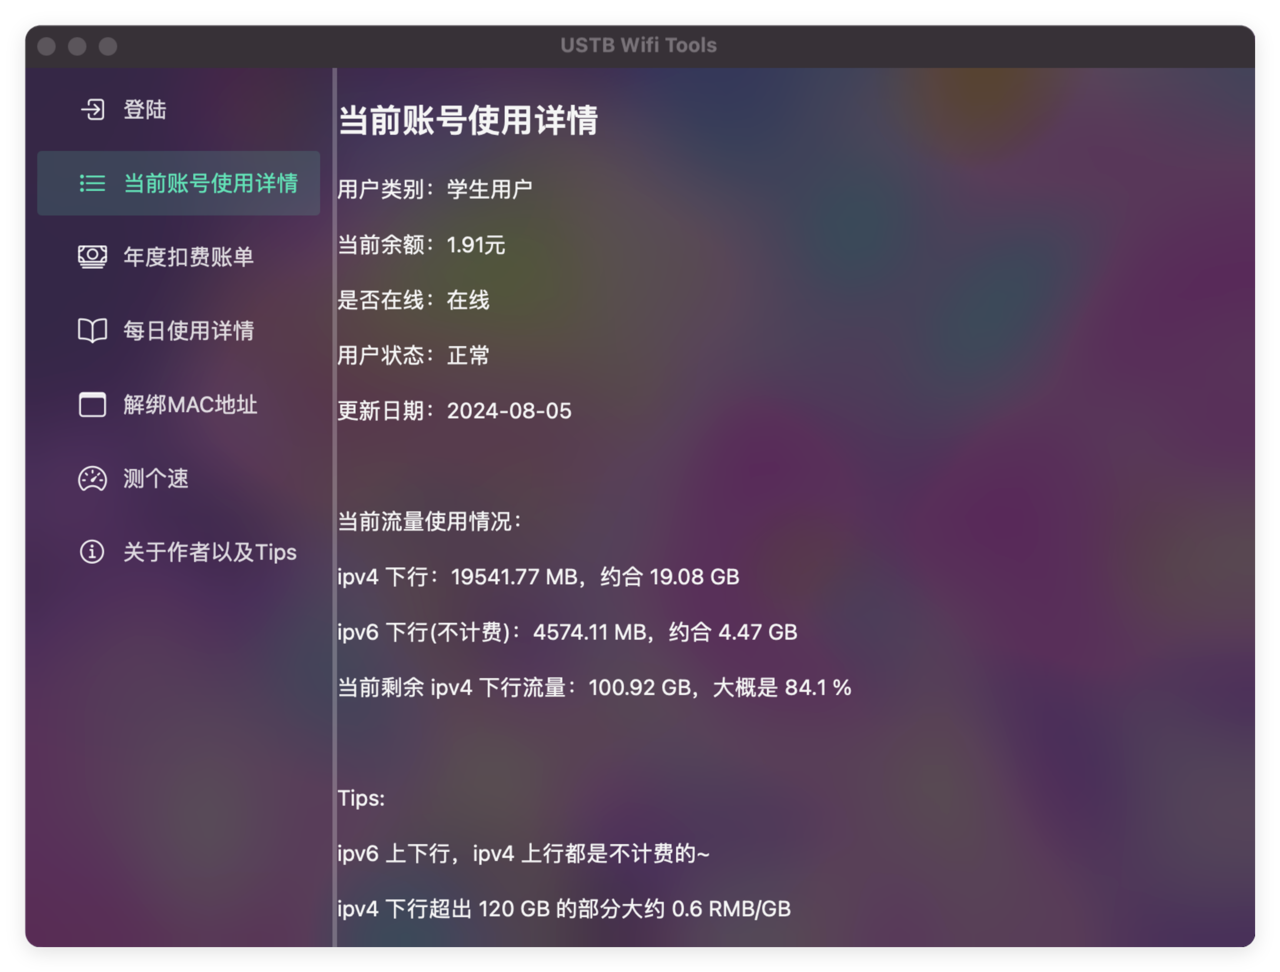 USTB Wifi Tools
登陆
当前账号使用详情
年度扣费账单
每日使用详情
解绑MAC地址
测个速
关于作者以及Tips
当前账号使用详情
用户类别：学生用户
当前余额：1.91元
是否在线：在线
用户状态：正常
更新日期：2024-08-05
当前流量使用情况：
ipv4 下行：19541.77 MB，约合 19.08 GB
ipv6 下行(不计费)：4574.11 MB，约合 4.47 GB
当前剩余 ipv4 下行流量：100.92 GB，大概是 84.1 %
Tips:
ipv6 上下行，ipv4 上行都是不计费的~
ipv4 下行超出 120 GB 的部分大约 0.6 RMB/GB